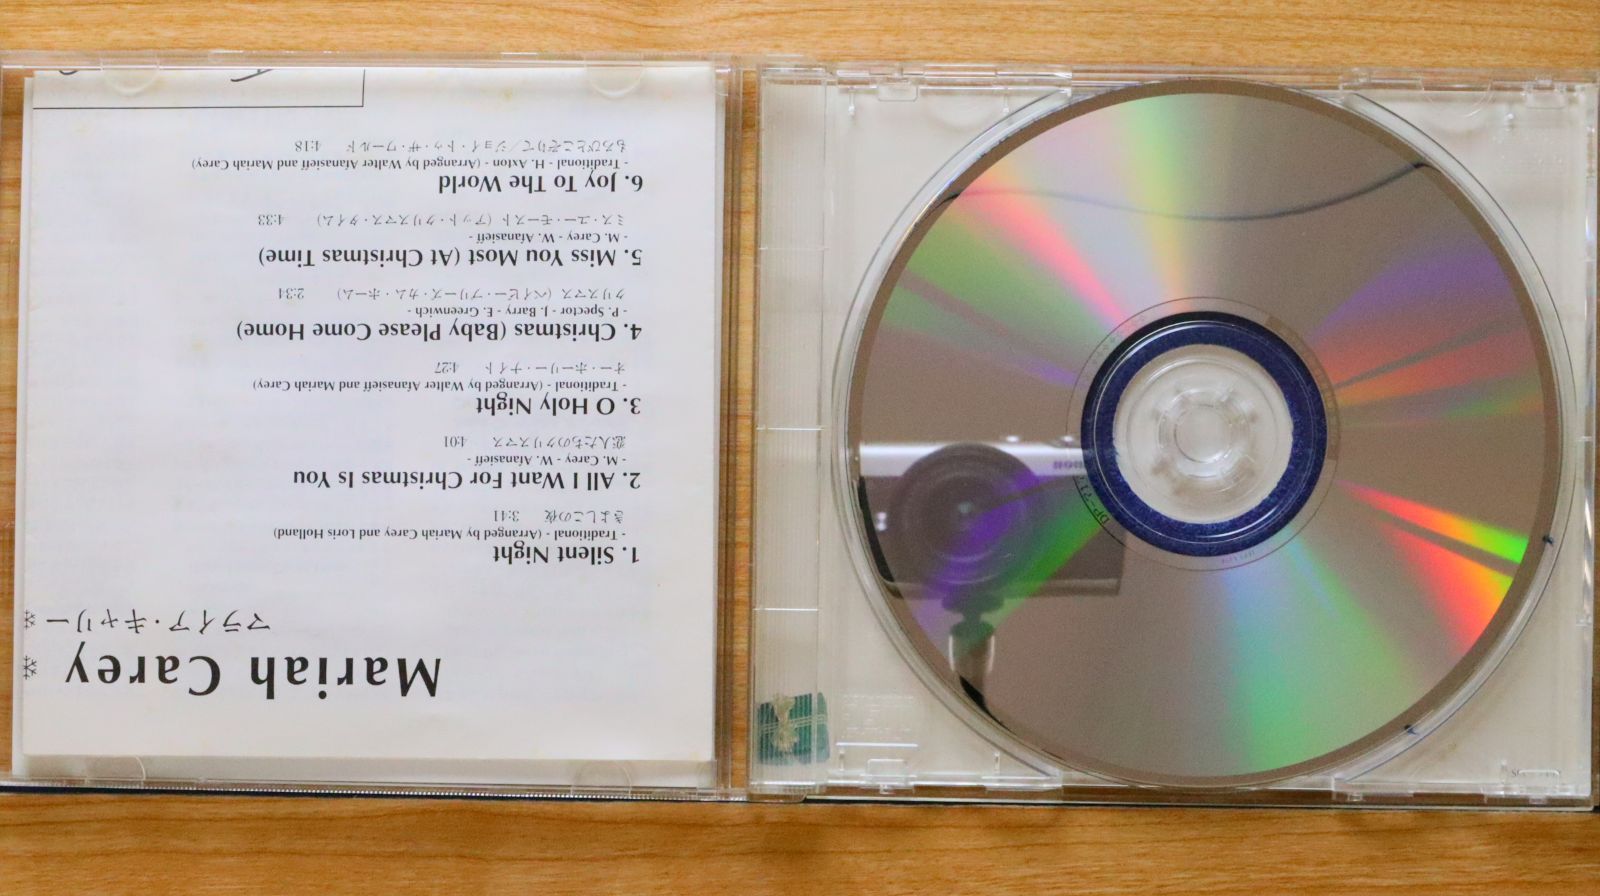 Mariah Carey
マライア・キャリー
1. Silent Night
- Traditional - (Arranged by Mariah Carey and Loris Holland)
きよしこの夜 3:41
2. All I Want For Christmas Is You
- M. Carey - W. Afanasieff -
恋人たちのクリスマス 4:01
3. O Holy Night
- Traditional - (Arranged by Walter Afanasieff and Mariah Carey)
オー・ホーリー・ナイト 4:27
4. Christmas (Baby Please Come Home)
- P. Spector - J. Barry - E. Greenwich -
クリスマス（ベイビー・プリーズ・カム・ホーム） 2:34
5. Miss You Most (At Christmas Time)
- M. Carey - W. Afanasieff -
ミス・ユー・モースト（アット・クリスマス・タイム） 4:33
6. Joy To The World
- Traditional - H. Axton - (Arranged by Walter Afanasieff and Mariah Carey)
もろびとこぞりて／ジョイ・トゥ・ザ・ワールド 4:18